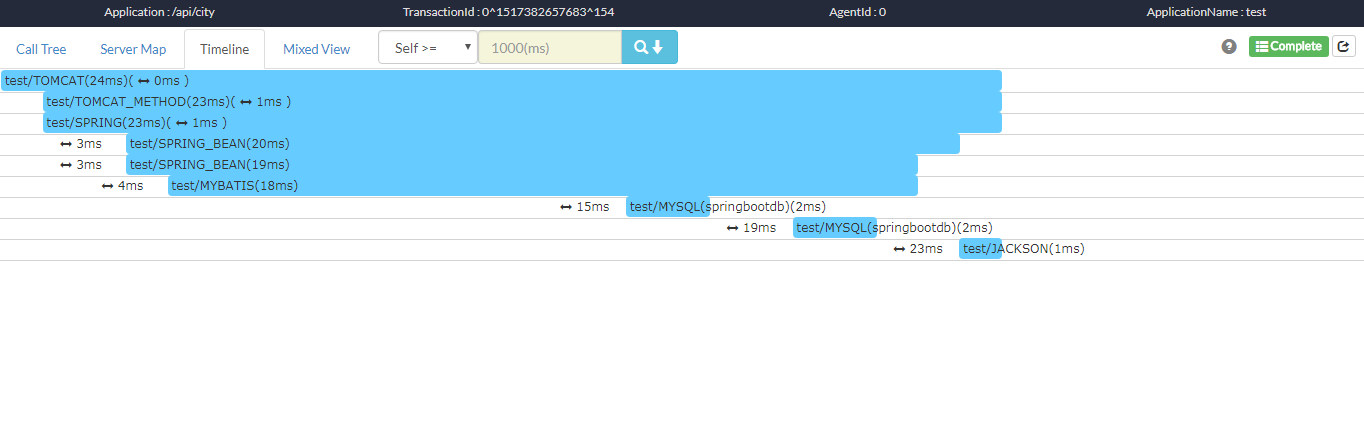 Application : /api/city TransactionId : 0^1517382657683^154 AgentId : 0 ApplicationName : test
Call Tree Server Map Timeline Mixed View Self >= 1000(ms) ? Complete
test/TOMCAT(24ms)( ↔ 0ms )
test/TOMCAT_METHOD(23ms)( ↔ 1ms )
test/SPRING(23ms)( ↔ 1ms )
↔ 3ms test/SPRING_BEAN(20ms)
↔ 3ms test/SPRING_BEAN(19ms)
↔ 4ms test/MYBATIS(18ms)
↔ 15ms test/MYSQL(springbootdb)(2ms)
↔ 19ms test/MYSQL(springbootdb)(2ms)
↔ 23ms test/JACKSON(1ms)